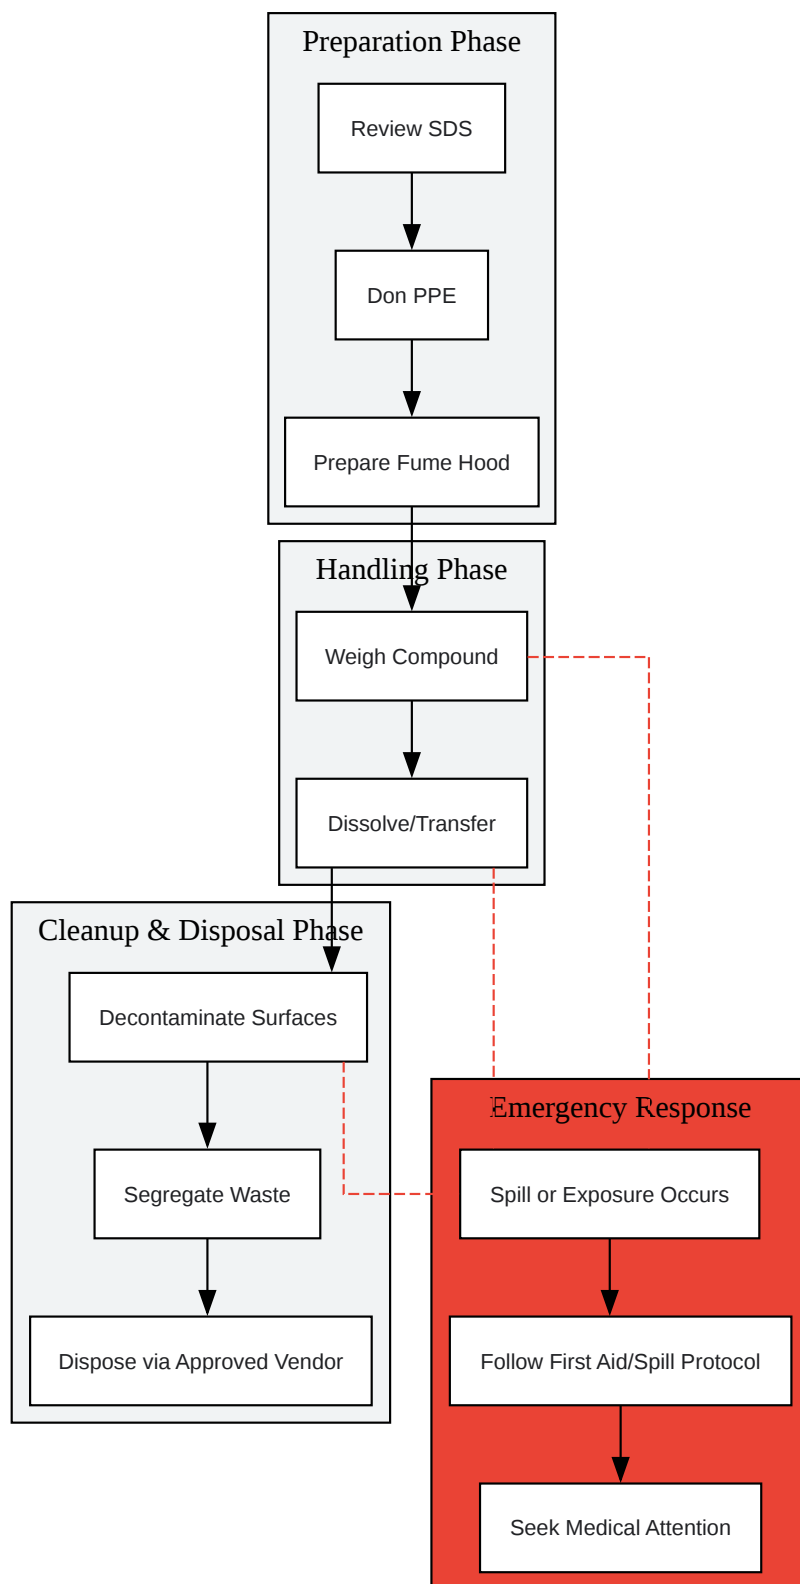 Preparation Phase
Review SDS
Don PPE
Prepare Fume Hood
Handling Phase
Weigh Compound
Dissolve/Transfer
Cleanup & Disposal Phase
Decontaminate Surfaces
Segregate Waste
Dispose via Approved Vendor
Emergency Response
Spill or Exposure Occurs
Follow First Aid/Spill Protocol
Seek Medical Attention